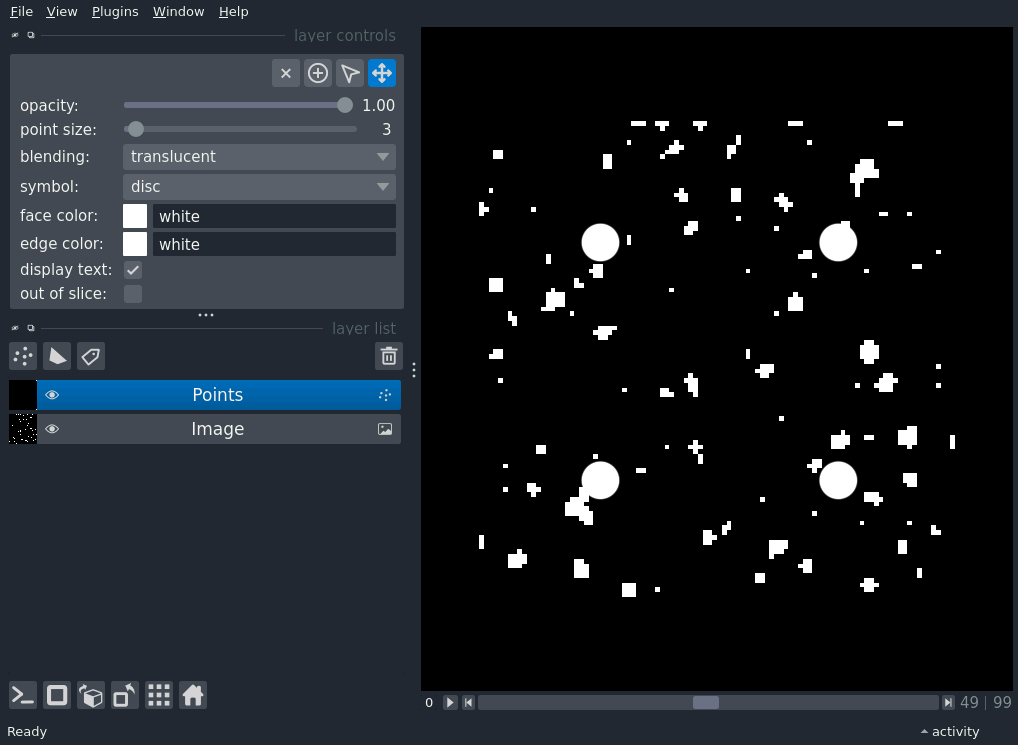 File View Plugins Window Help
layer controls
opacity: 1.00
point size: 3
blending: translucent
symbol: disc
face color: white
edge color: white
display text:
out of slice:
layer list
Points
Image
0 49 | 99
Ready activity